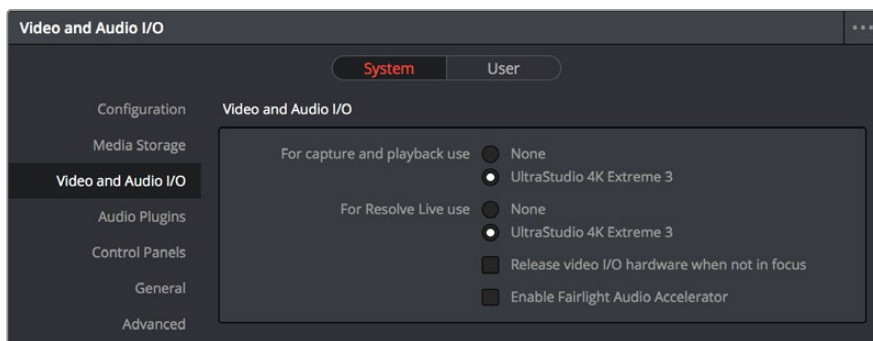 Video and Audio I/O
System User
Configuration
Video and Audio I/O
Media Storage
For capture and playback use None
UltraStudio 4K Extreme 3
Video and Audio I/O
Audio Plugins
For Resolve Live use None
UltraStudio 4K Extreme 3
Control Panels
Release video I/O hardware when not in focus
General
Enable Fairlight Audio Accelerator
Advanced